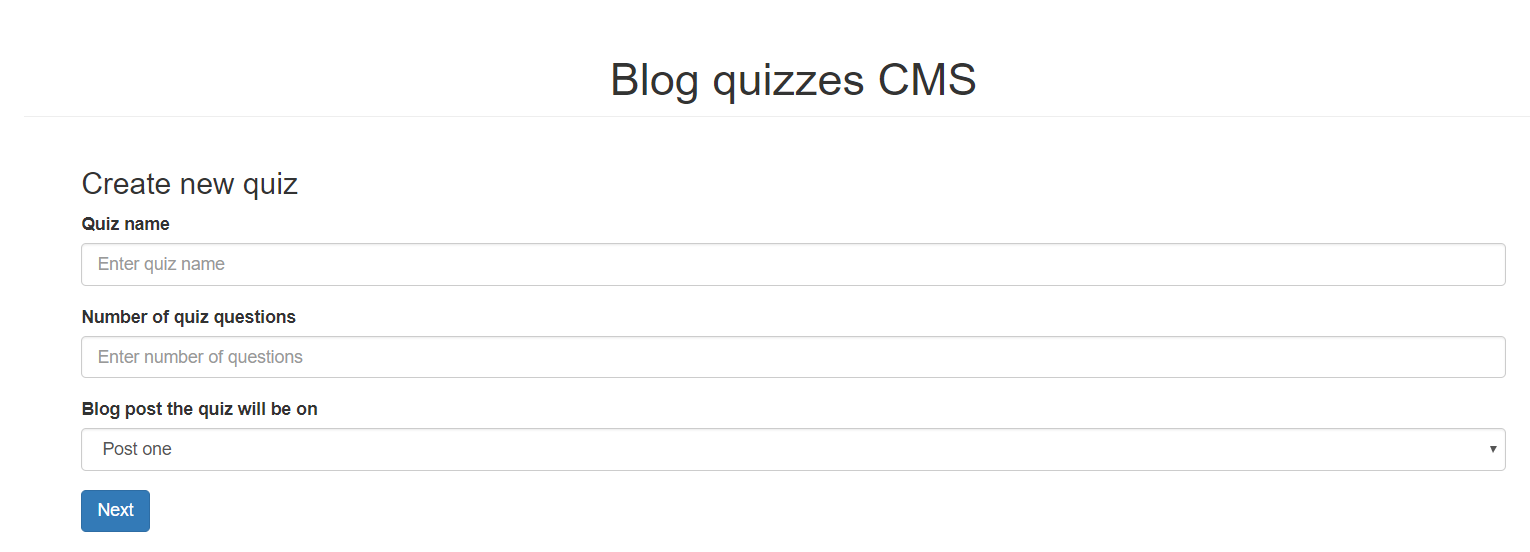 Blog quizzes CMS
Create new quiz
Quiz name
Enter quiz name
Number of quiz questions
Enter number of questions
Blog post the quiz will be on
Post one
Next